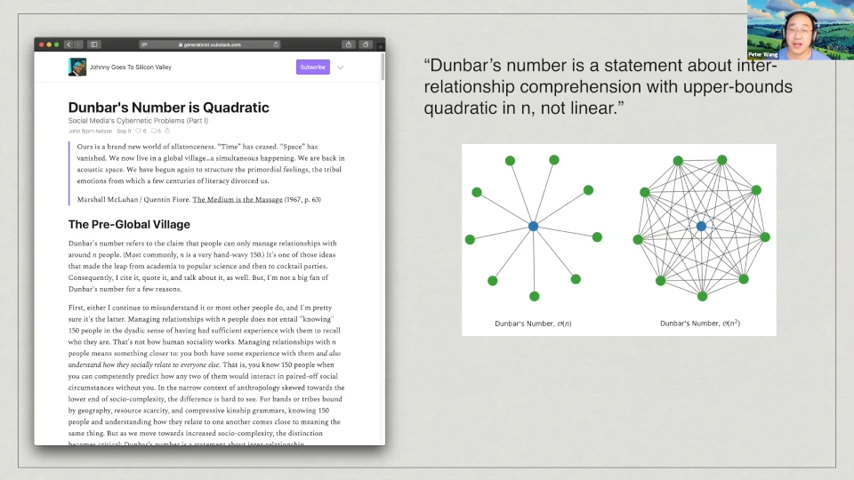 generativist.substack.com
Johnny Goes To Silicon Valley
Subscribe
Dunbar's Number is Quadratic
Social Media's Cybernetic Problems (Part I)
John Bjorn Nelson Sep 9 6 5
Ours is a brand new world of allatonceness. "Time" has ceased. "Space" has
vanished. We now live in a global village...a simultaneous happening. We are back in
acoustic space. We have begun again to structure the primordial feelings, the tribal
emotions from which a few centuries of literacy divorced us.
Marshall McLuhan / Quentin Fiore. The Medium is the Massage (1967, p. 63)
The Pre-Global Village
Dunbar's number refers to the claim that people can only manage relationships with
around n people. (Most commonly, n is a very hand-wavy 150.) It's one of those ideas
that made the leap from academia to popular science and then to cocktail parties.
Consequently, I cite it, quote it, and talk about it, as well. But, I'm not a big fan of
Dunbar's number for a few reasons.
First, either I continue to misunderstand it or most other people do, and I'm pretty
sure it's the latter. Managing relationships with n people does not entail "knowing"
150 people in the dyadic sense of having had sufficient experience with them to recall
who they are. That's not how human sociality works. Managing relationships with n
people means something closer to: you both have some experience with them and also
understand how they socially relate to everyone else. That is, you know 150 people when
you can competently predict how any two of them would interact in paired-off social
circumstances without you. In the narrow context of anthropology skewed towards the
lower end of socio-complexity, the difference is hard to see. For bands or tribes bound
by geography, resource scarcity, and compressive kinship grammars, knowing 150
people and understanding how they relate to one another comes close to meaning the
same thing. But as we move towards increased socio-complexity, the distinction
becomes critical: Dunbar's number is a statement about inter-relationship
“Dunbar’s number is a statement about inter-
relationship comprehension with upper-bounds
quadratic in n, not linear.”
Dunbar's Number, O(n)
Dunbar's Number, O(n²)
Peter Wang